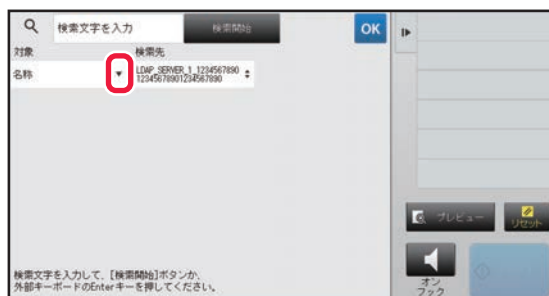 検索文字を入力
検索開始
OK
対象
検索先
名称
LDAP_SERVER_1_1234567890
12345678901234567890
プレビュー
リセット
オン
フック
検索文字を入力して、[検索開始]ボタンか、
外部キーボードのEnterキーを押してください。